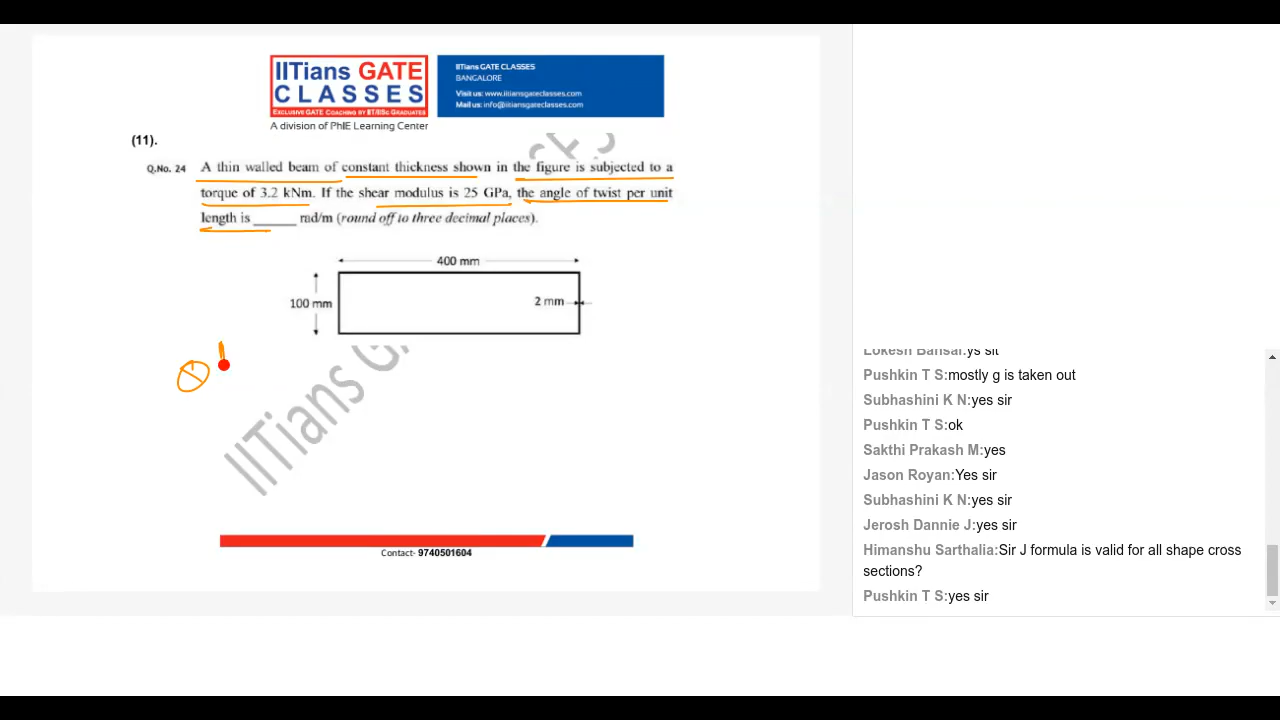 IITians GATE
CLASSES
EXCLUSIVE GATE COACHING BY IIT/IISc GRADUATES
A division of PhIE Learning Center
IITians GATE CLASSES
BANGALORE
Visit us: www.iitiansgateclasses.com
Mail us: info@iitiansgateclasses.com
(11).
Q.No. 24 A thin walled beam of constant thickness shown in the figure is subjected to a
torque of 3.2 kNm. If the shear modulus is 25 GPa, the angle of twist per unit
length is ______ rad/m (round off to three decimal places).
400 mm
100 mm
2 mm
IITians G
Contact- 9740501604
Lokesh Bansal:ys sit
Pushkin T S:mostly g is taken out
Subhashini K N:yes sir
Pushkin T S:ok
Sakthi Prakash M:yes
Jason Royan:Yes sir
Subhashini K N:yes sir
Jerosh Dannie J:yes sir
Himanshu Sarthalia:Sir J formula is valid for all shape cross
sections?
Pushkin T S:yes sir